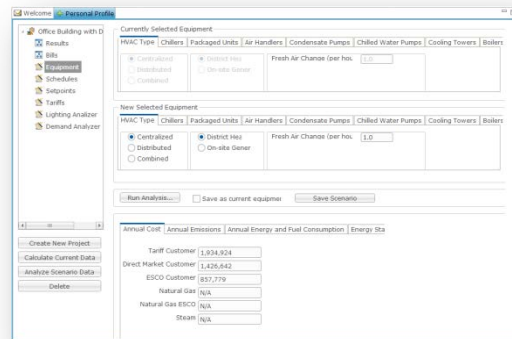 Welcome Personal Profile
Office Building with D
Results
Bills
Equipment
Schedules
Setpoints
Tariffs
Lighting Analizer
Demand Analyzer
Create New Project
Calculate Current Data
Analyze Scenario Data
Delete
Currently Selected Equipment
HVAC Type Chillers Packaged Units Air Handlers Condensate Pumps Chilled Water Pumps Cooling Towers Boilers
Centralized District Hea Fresh Air Change (per hou. 1.0
Distributed On-site Gener
Combined
New Selected Equipment
HVAC Type Chillers Packaged Units Air Handlers Condensate Pumps Chilled Water Pumps Cooling Towers Boilers
Centralized District Hea Fresh Air Change (per hou. 1.0
Distributed On-site Gener
Combined
Run Analysis... Save as current equipmer Save Scenario
Annual Cost Annual Emissions Annual Energy and Fuel Consumption Energy Sta
Tariff Customer 1,934,924
Direct Market Customer 1,426,642
ESCO Customer 857,779
Natural Gas N/A
Natural Gas ESCO N/A
Steam N/A